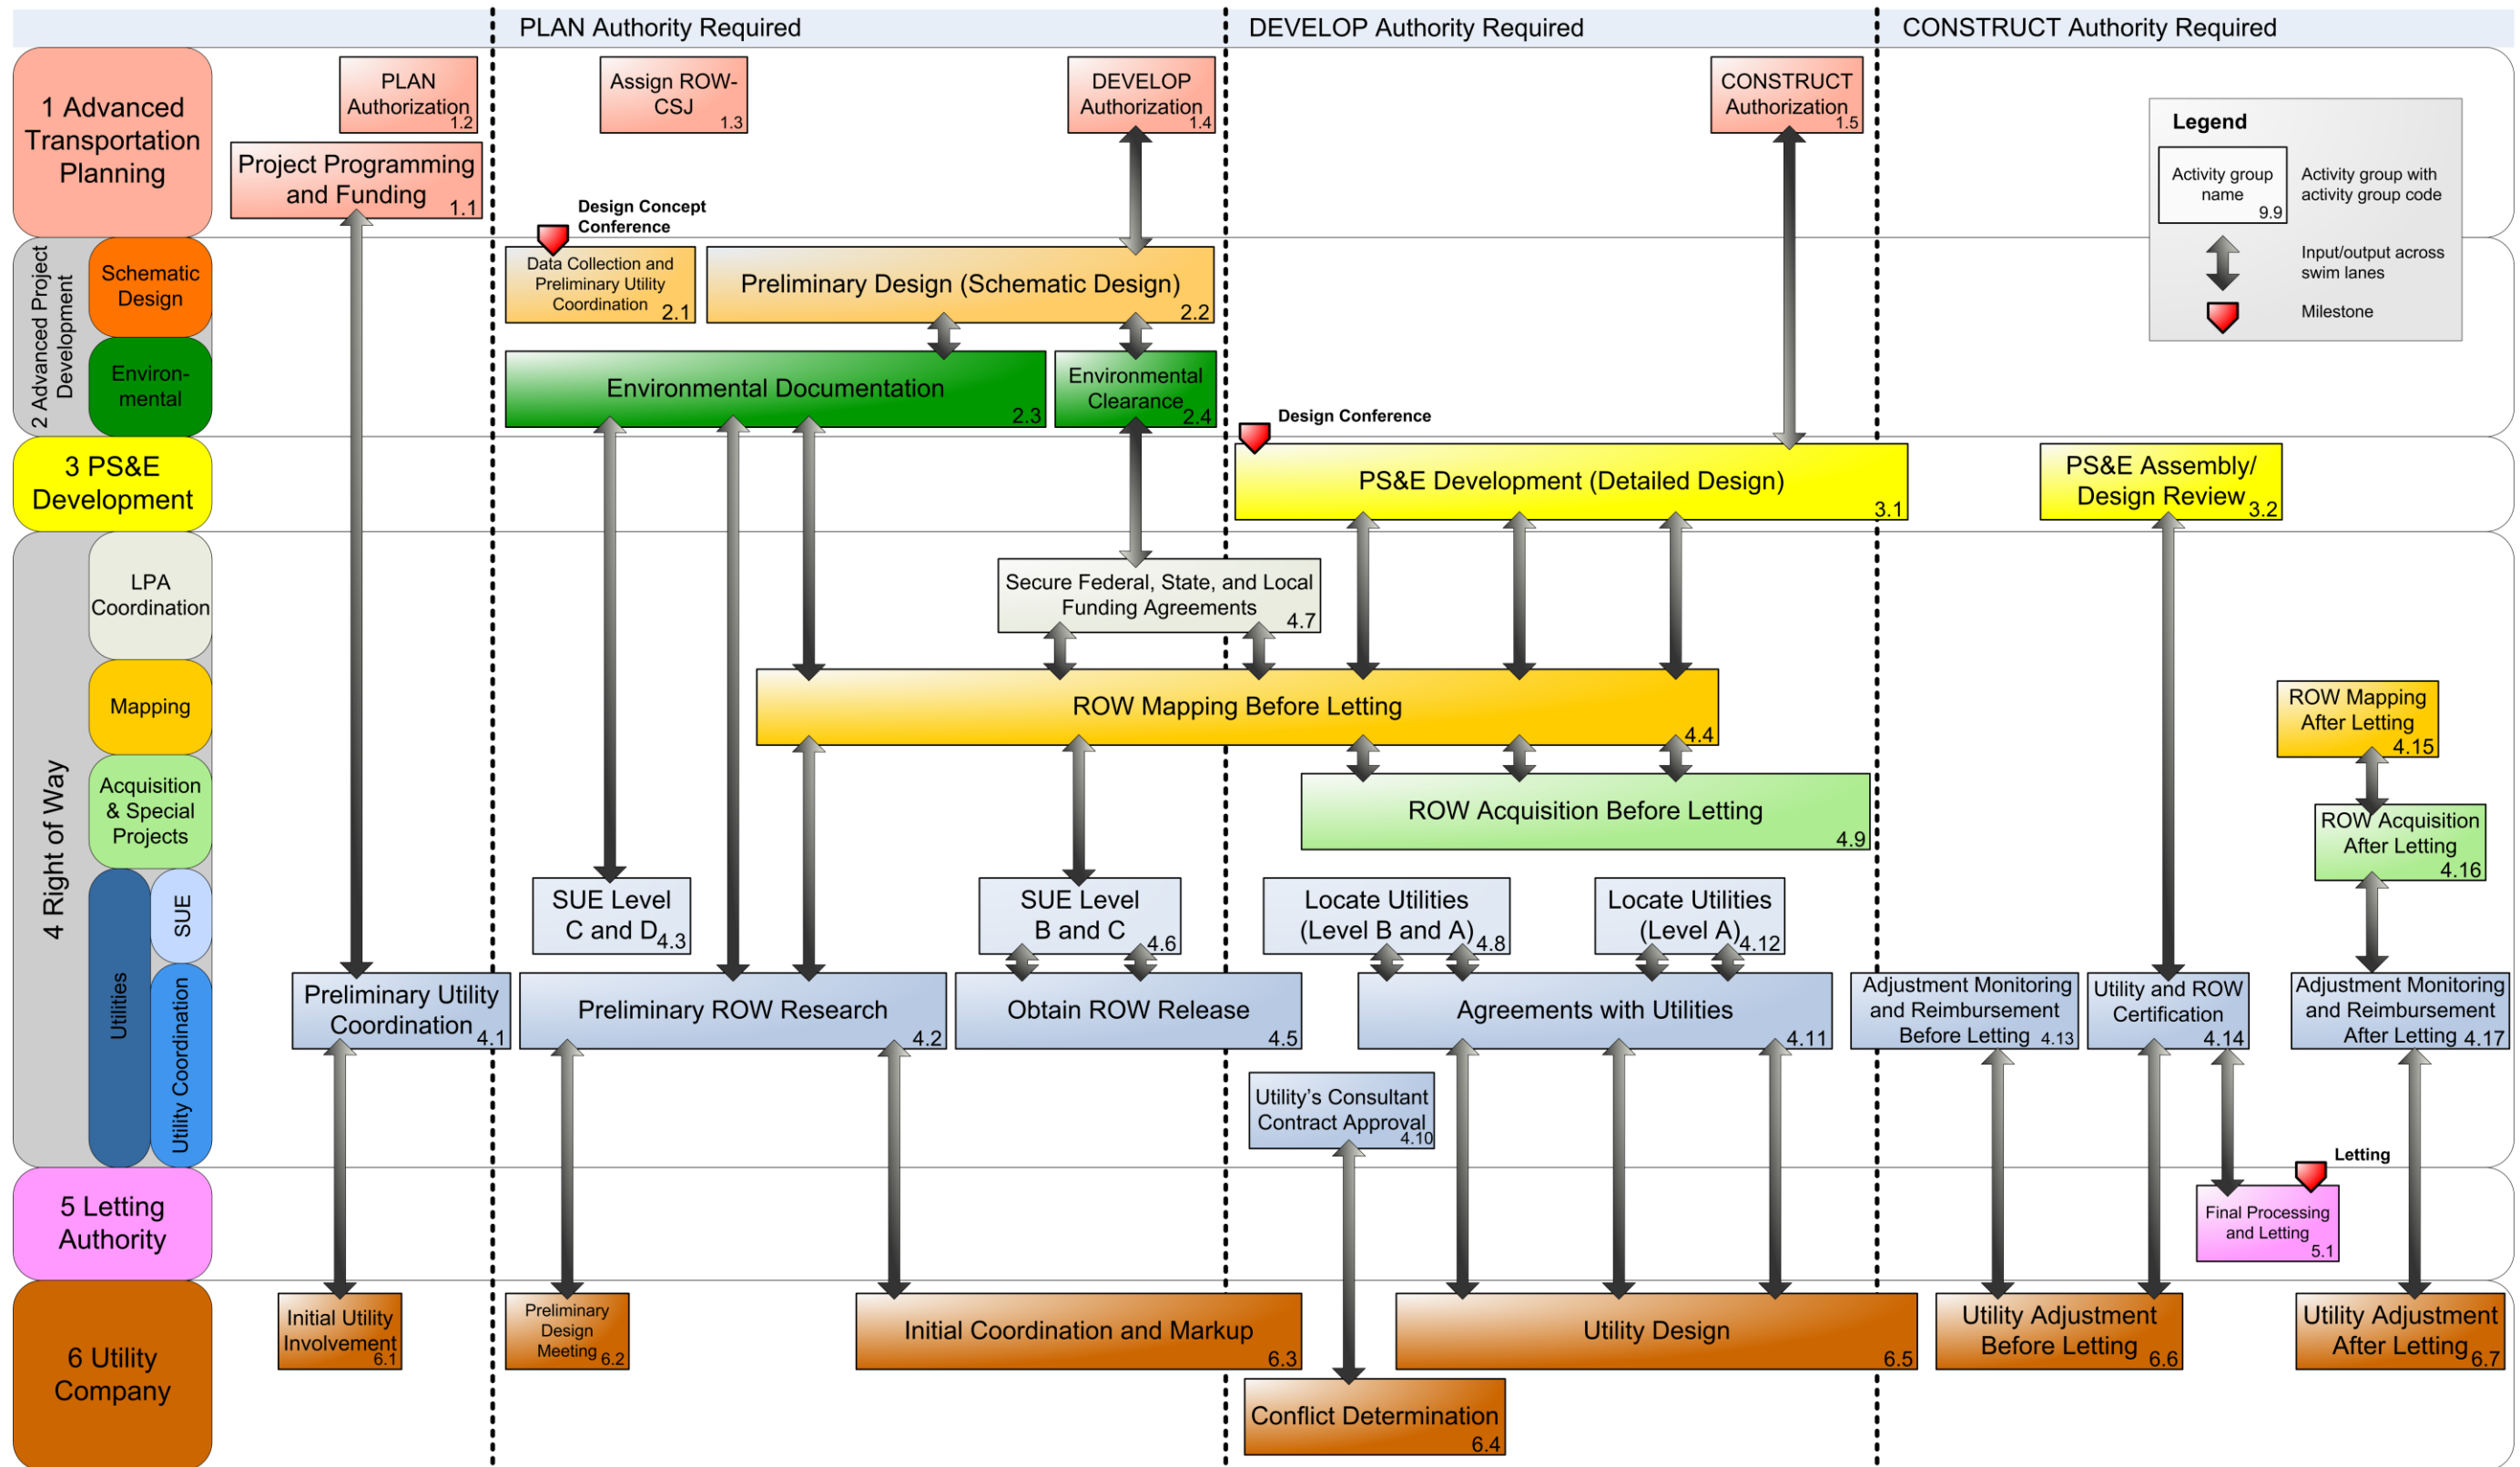 PLAN Authority Required
DEVELOP Authority Required
CONSTRUCT Authority Required
1 Advanced
Transportation
Planning
PLAN
Authorization
1.2
Assign ROW-
CSJ
1.3
DEVELOP
Authorization
1.4
CONSTRUCT
Authorization
1.5
Project Programming
and Funding
1.1
Legend
Activity group
name
9.9
Activity group with
activity group code
Input/output across
swim lanes
Milestone
2 Advanced Project
Development
Schematic
Design
Design Concept
Conference
Data Collection and
Preliminary Utility
Coordination
2.1
Preliminary Design (Schematic Design)
2.2
Environ-
mental
Environmental Documentation
2.3
Environmental
Clearance
2.4
3 PS&E
Development
Design Conference
PS&E Development (Detailed Design)
3.1
PS&E Assembly/
Design Review
3.2
4 Right of Way
LPA
Coordination
Secure Federal, State, and Local
Funding Agreements
4.7
Mapping
ROW Mapping Before Letting
4.4
ROW Mapping
After Letting
4.15
Acquisition
& Special
Projects
ROW Acquisition Before Letting
4.9
ROW Acquisition
After Letting
4.16
Utilities
SUE
SUE Level
C and D
4.3
SUE Level
B and C
4.6
Locate Utilities
(Level B and A)
4.8
Locate Utilities
(Level A)
4.12
Utility Coordination
Preliminary Utility
Coordination
4.1
Preliminary ROW Research
4.2
Obtain ROW Release
4.5
Agreements with Utilities
4.11
Adjustment Monitoring
and Reimbursement
Before Letting
4.13
Utility and ROW
Certification
4.14
Adjustment Monitoring
and Reimbursement
After Letting
4.17
Utility's Consultant
Contract Approval
4.10
5 Letting
Authority
Letting
Final Processing
and Letting
5.1
6 Utility
Company
Initial Utility
Involvement
6.1
Preliminary
Design
Meeting
6.2
Initial Coordination and Markup
6.3
Utility Design
6.5
Utility Adjustment
Before Letting
6.6
Utility Adjustment
After Letting
6.7
Conflict Determination
6.4